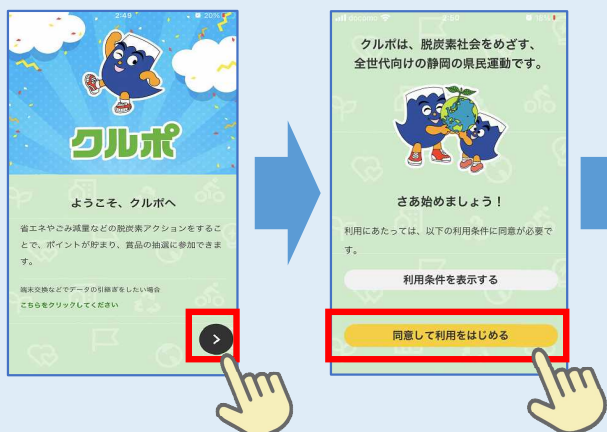 2:49
20%
クルポ
ようこそ、クルポへ
省エネやごみ減量などの脱炭素アクションをするこ
とで、ポイントが貯まり、賞品の抽選に参加できま
す。
端末交換などでデータの引継ぎをしたい場合
こちらをクリックしてください
docomo
2:50
18%
クルポは、脱炭素社会をめざす、
全世代向けの静岡の県民運動です。
さあ始めましょう！
利用にあたっては、以下の利用条件に同意が必要で
す。
利用条件を表示する
同意して利用をはじめる